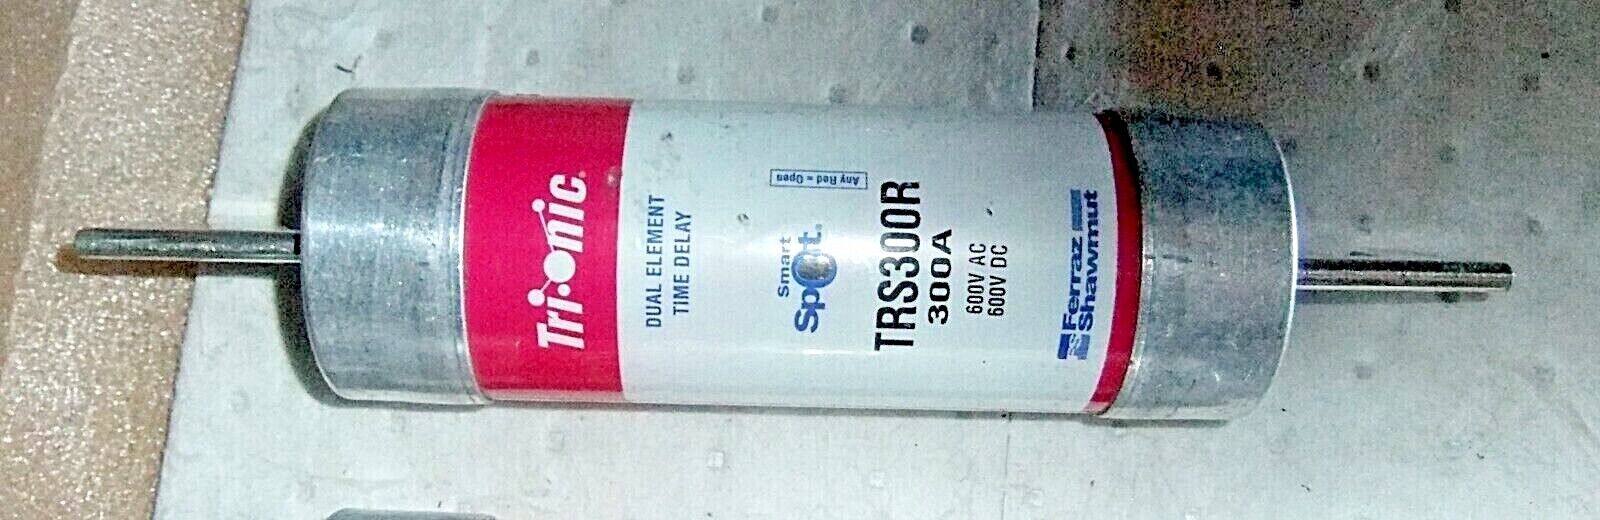 Tri-onic®
DUAL ELEMENT
TIME DELAY
Any Red = Open
Smart
Spot.
TRS300R
300A
600V AC
600V DC
Ferraz
Shawmut